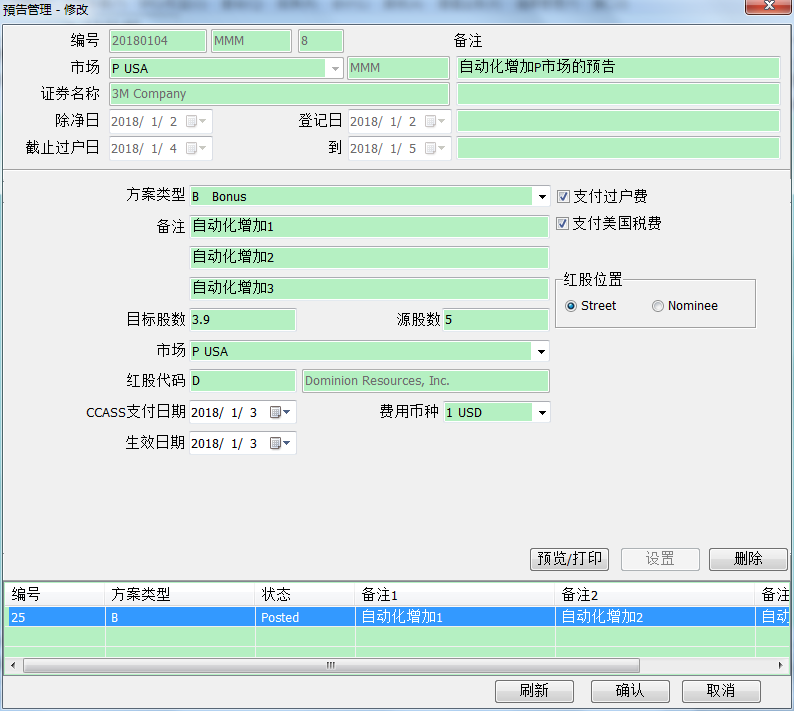 预告管理 - 修改
编号 20180104 MMM 8 备注
市场 P USA MMM 自动化增加P市场的预告
证券名称 3M Company
除净日 2018/ 1/ 2 登记日 2018/ 1/ 2
截止过户日 2018/ 1/ 4 到 2018/ 1/ 5
方案类型 B Bonus 支付过户费
备注 自动化增加1 支付美国税费
自动化增加2
自动化增加3
红股位置
Street Nominee
目标股数 3.9 源股数 5
市场 P USA
红股代码 D Dominion Resources, Inc.
CCASS支付日期 2018/ 1/ 3 费用币种 1 USD
生效日期 2018/ 1/ 3
预览/打印 设置 删除
编号 方案类型 状态 备注1 备注2 备注
25 B Posted 自动化增加1 自动化增加2 自动
刷新 确认 取消